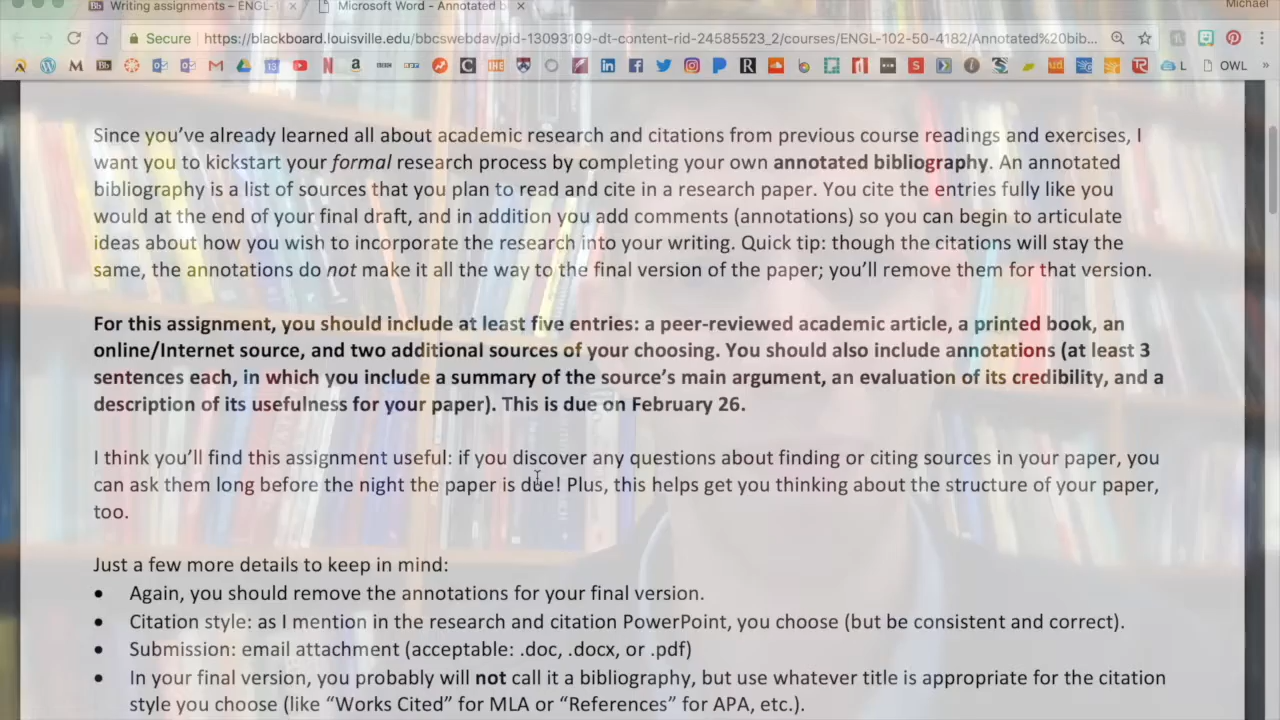 Writing assignments – ENGL-
Microsoft Word - Annotated b
Michael
Secure
https://blackboard.louisville.edu/bbcswebdav/pid-13093109-dt-content-rid-24585523_2/courses/ENGL-102-50-4182/Annotated%20bib...
OWL
Since you've already learned all about academic research and citations from previous course readings and exercises, I
want you to kickstart your formal research process by completing your own annotated bibliography. An annotated
bibliography is a list of sources that you plan to read and cite in a research paper. You cite the entries fully like you
would at the end of your final draft, and in addition you add comments (annotations) so you can begin to articulate
ideas about how you wish to incorporate the research into your writing. Quick tip: though the citations will stay the
same, the annotations do not make it all the way to the final version of the paper; you'll remove them for that version.
For this assignment, you should include at least five entries: a peer-reviewed academic article, a printed book, an
online/Internet source, and two additional sources of your choosing. You should also include annotations (at least 3
sentences each, in which you include a summary of the source's main argument, an evaluation of its credibility, and a
description of its usefulness for your paper). This is due on February 26.
I think you'll find this assignment useful: if you discover any questions about finding or citing sources in your paper, you
can ask them long before the night the paper is due! Plus, this helps get you thinking about the structure of your paper,
too.
Just a few more details to keep in mind:
• Again, you should remove the annotations for your final version.
• Citation style: as I mention in the research and citation PowerPoint, you choose (but be consistent and correct).
• Submission: email attachment (acceptable: .doc, .docx, or .pdf)
• In your final version, you probably will not call it a bibliography, but use whatever title is appropriate for the citation
style you choose (like “Works Cited” for MLA or “References” for APA, etc.).